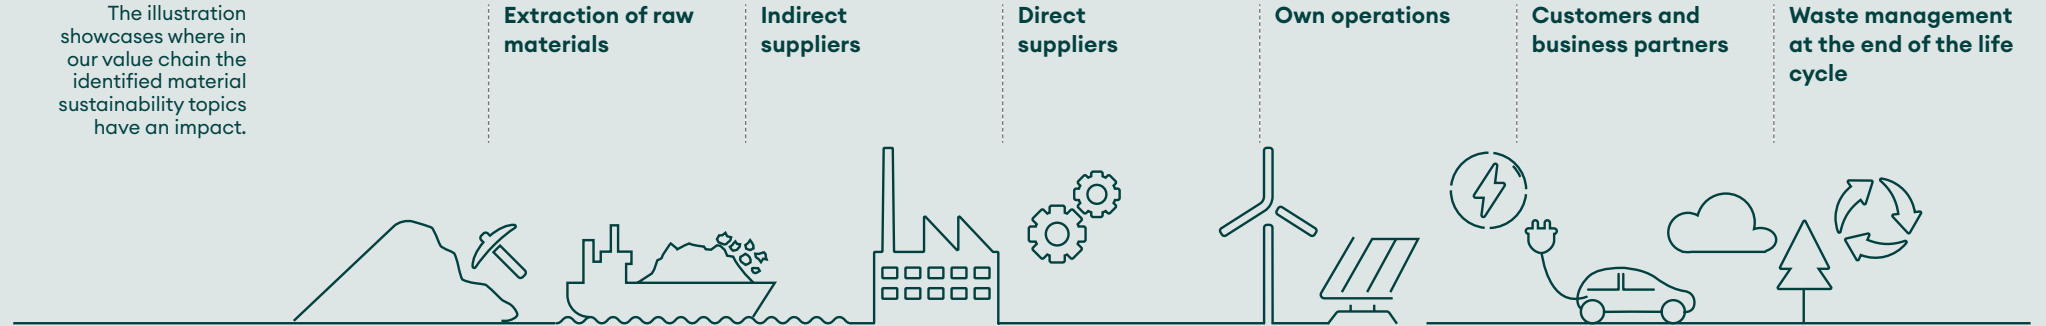 The illustration
showcases where in
our value chain the
identified material
sustainability topics
have an impact.
Extraction of raw
materials
Indirect
suppliers
Direct
suppliers
Own operations
Customers and
business partners
Waste management
at the end of the life
cycle